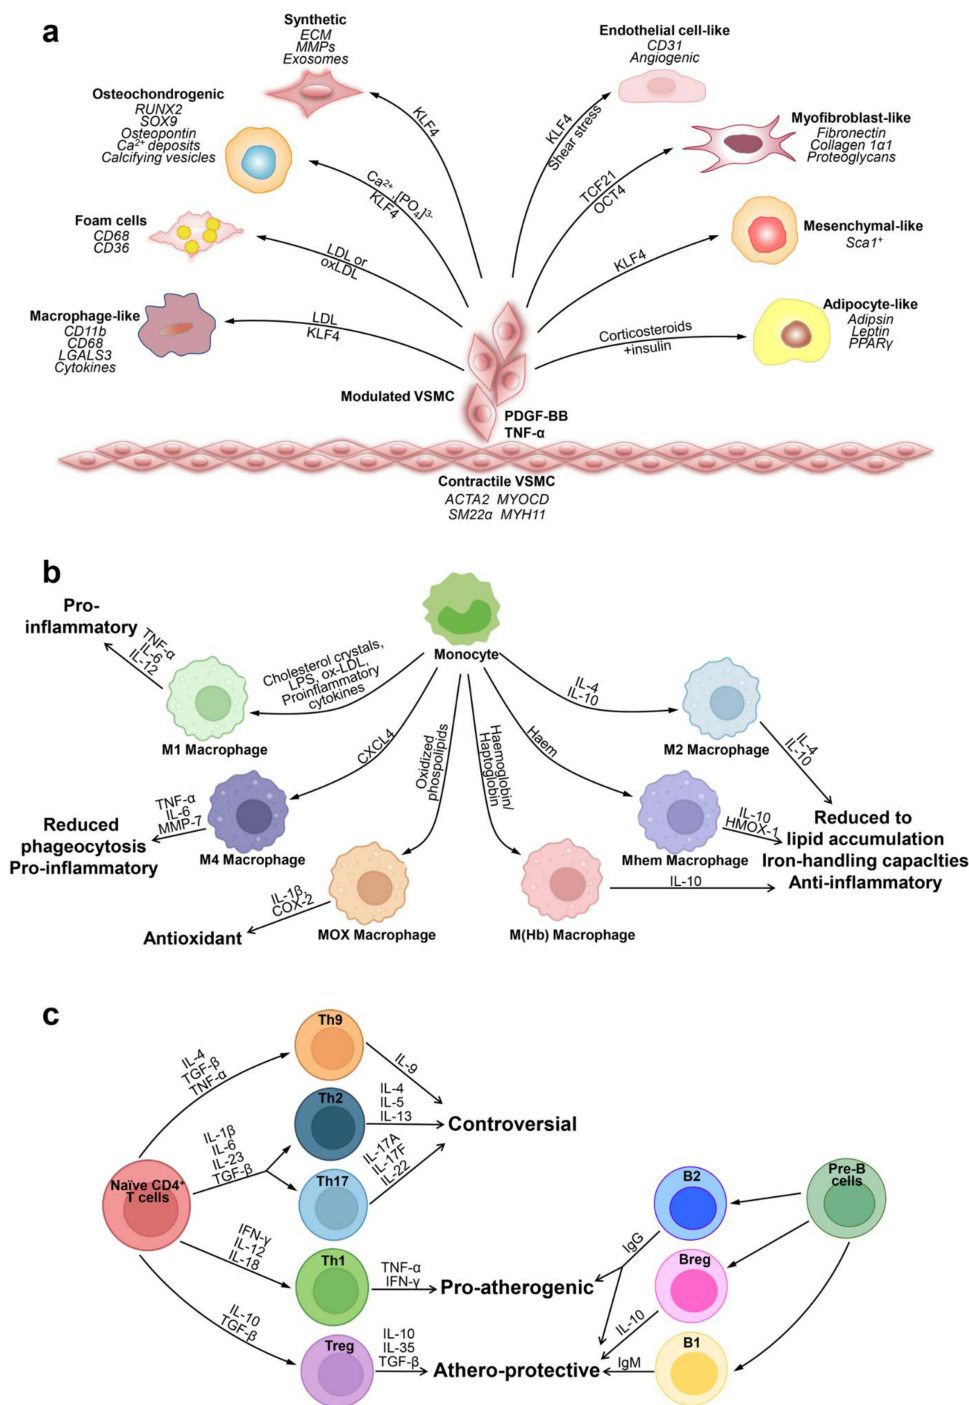 a
Synthetic
ECM
MMPs
Exosomes
Osteochondrogenic
RUNX2
SOX9
Osteopontin
Ca²⁺ deposits
Calcifying vesicles
Foam cells
CD68
CD36
Macrophage-like
CD11b
CD68
LGALS3
Cytokines
KLF4
Ca²⁺, [PO₄]³⁻
KLF4
LDL or
oxLDL
LDL
KLF4
Endothelial cell-like
CD31
Angiogenic
Myofibroblast-like
Fibronectin
Collagen 1α1
Proteoglycans
Mesenchymal-like
Sca1⁺
Adipocyte-like
Adipsin
Leptin
PPARγ
KLF4
Shear stress
TCF21
OCT4
KLF4
Corticosteroids
+insulin
Modulated VSMC
PDGF-BB
TNF-α
Contractile VSMC
ACTA2 MYOCD
SM22α MYH11
b
Monocyte
Pro-
inflammatory
TNF-α
IL-6
IL-12
M1 Macrophage
Cholesterol crystals,
LPS, ox-LDL,
Proinflammatory
cytokines
CXCL4
Oxidized
phospolipids
Haemoglobin/
Haptoglobin
Haem
IL-4
IL-10
M2 Macrophage
IL-4
IL-10
Reduced
phageocytosis
Pro-inflammatory
TNF-α
IL-6
MMP-7
M4 Macrophage
Mhem Macrophage
IL-10
HMOX-1
Reduced to
lipid accumulation
Iron-handling capaclties
Anti-inflammatory
Antioxidant
IL-1β,
COX-2
MOX Macrophage
M(Hb) Macrophage
IL-10
c
Naïve CD4⁺
T cells
IL-4
TGF-β
TNF-α
IL-1β
IL-6
IL-23
TGF-β
IFN-γ
IL-12
IL-18
IL-10
TGF-β
Th9
Th2
Th17
Th1
Treg
IL-9
IL-4
IL-5
IL-13
IL-17A
IL-17F
IL-22
TNF-α
IFN-γ
IL-10
IL-35
TGF-β
Controversial
Pro-atherogenic
Athero-protective
IgG
IL-10
IgM
B2
Breg
B1
Pre-B
cells